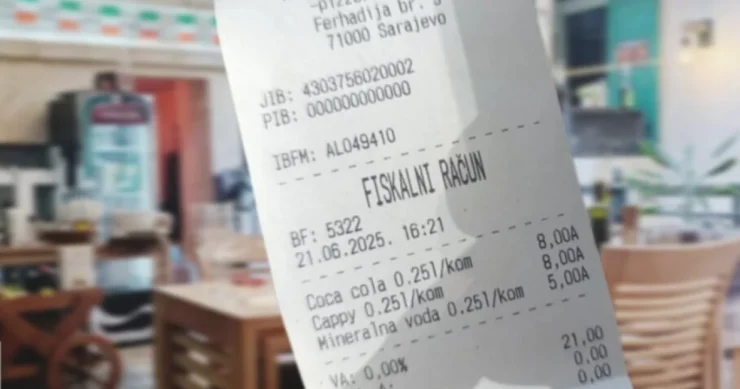 Ferhadija br.
71000 Sarajevo
JIB: 4303756020002
PIB: 000000000000
IBFM: AL049410
FISKALNI RAČUN
BF: 5322
21.06.2025. 16:21
Coca cola 0.25l/kom 8,00A
Cappy 0.25l/kom 8,00A
Mineralna voda 0.25l/kom 5,00A
21,00
VA: 0,00% 0,00
0,00